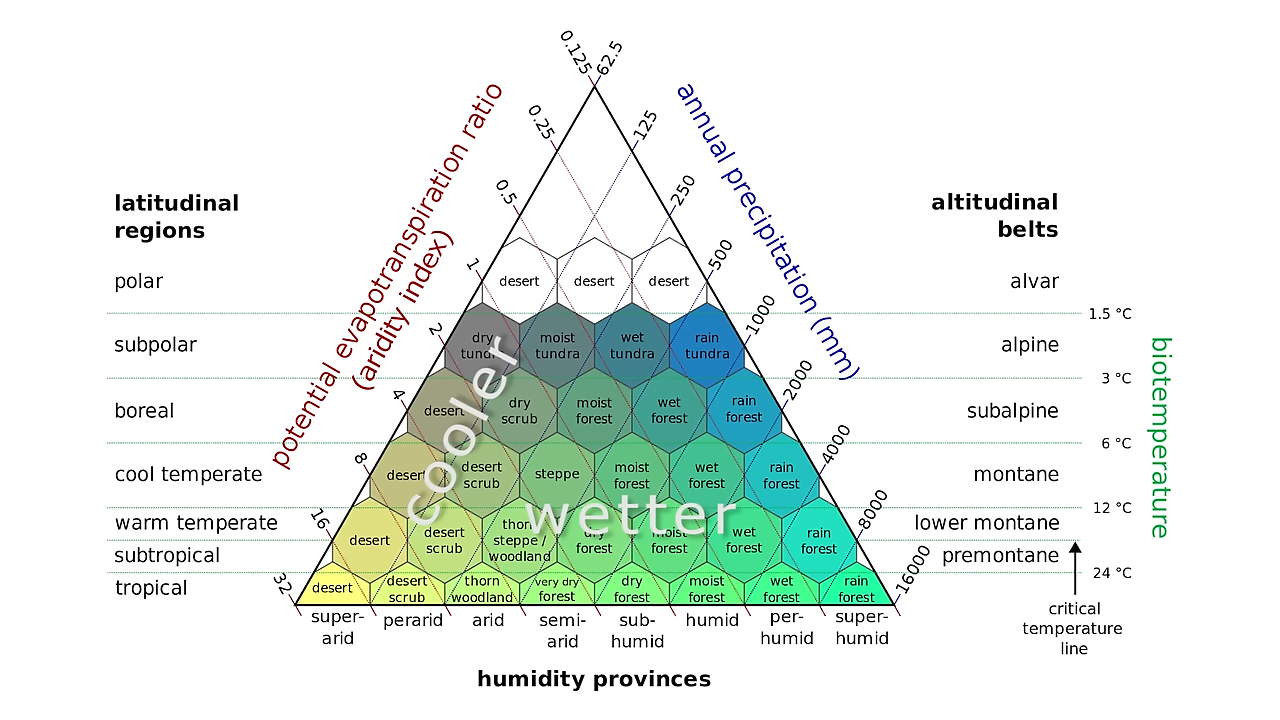 0.125
62.5
0.25
125
0.5
250
1
500
2
1000
4
2000
8
4000
16
8000
32
16000
potential evapotranspiration ratio
(aridity index)
annual precipitation (mm)
latitudinal
regions
polar
subpolar
boreal
cool temperate
warm temperate
subtropical
tropical
altitudinal
belts
alvar
alpine
subalpine
montane
lower montane
premontane
1.5 °C
3 °C
6 °C
12 °C
24 °C
biotemperature
critical
temperature
line
desert
desert
desert
dry
tundra
moist
tundra
wet
tundra
rain
tundra
desert
dry
scrub
moist
forest
wet
forest
rain
forest
desert
desert
scrub
steppe
moist
forest
wet
forest
rain
forest
desert
desert
scrub
thorn
steppe /
woodland
dry
forest
moist
forest
wet
forest
rain
forest
desert
desert
scrub
thorn
woodland
very dry
forest
dry
forest
moist
forest
wet
forest
rain
forest
cooler
wetter
super-
arid
perarid
arid
semi-
arid
sub-
humid
humid
per-
humid
super-
humid
humidity provinces